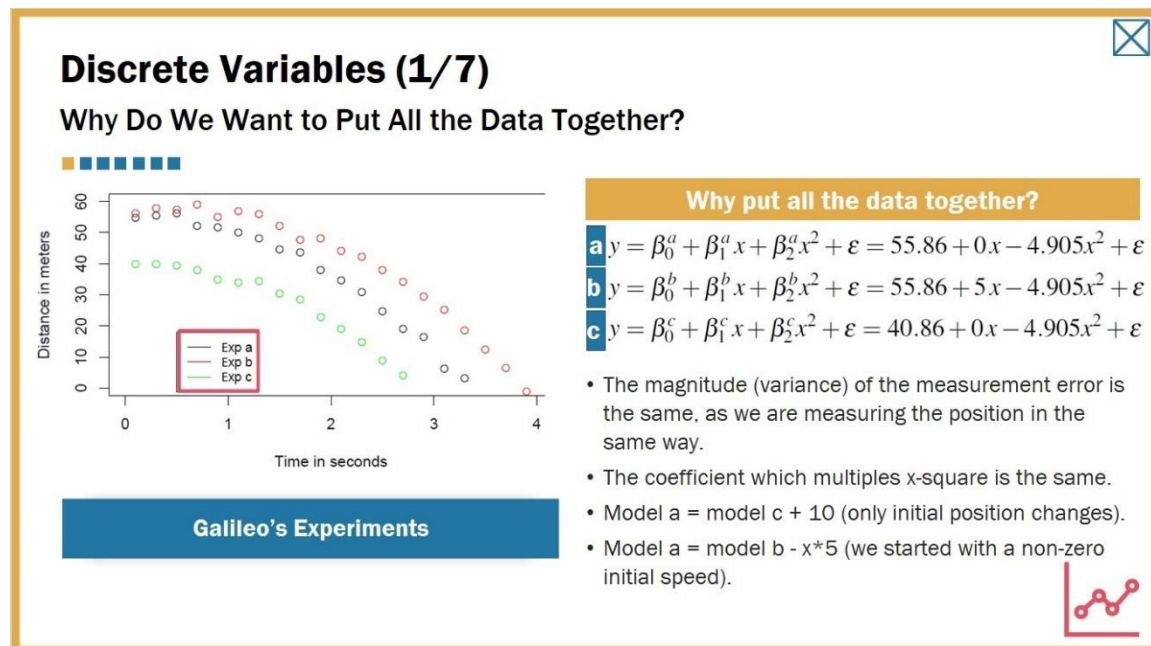 Discrete Variables (1/7)
Why Do We Want to Put All the Data Together?
Distance in meters
60
50
40
30
20
10
0
Exp a
Exp b
Exp c
0 1 2 3 4
Time in seconds
Galileo's Experiments
Why put all the data together?
a y = β₀ᵃ + β₁ᵃx + β₂ᵃx² + ε = 55.86 + 0x − 4.905x² + ε
b y = β₀ᵇ + β₁ᵇx + β₂ᵇx² + ε = 55.86 + 5x − 4.905x² + ε
c y = β₀ᶜ + β₁ᶜx + β₂ᶜx² + ε = 40.86 + 0x − 4.905x² + ε
• The magnitude (variance) of the measurement error is
the same, as we are measuring the position in the
same way.
• The coefficient which multiples x-square is the same.
• Model a = model c + 10 (only initial position changes).
• Model a = model b - x*5 (we started with a non-zero
initial speed).